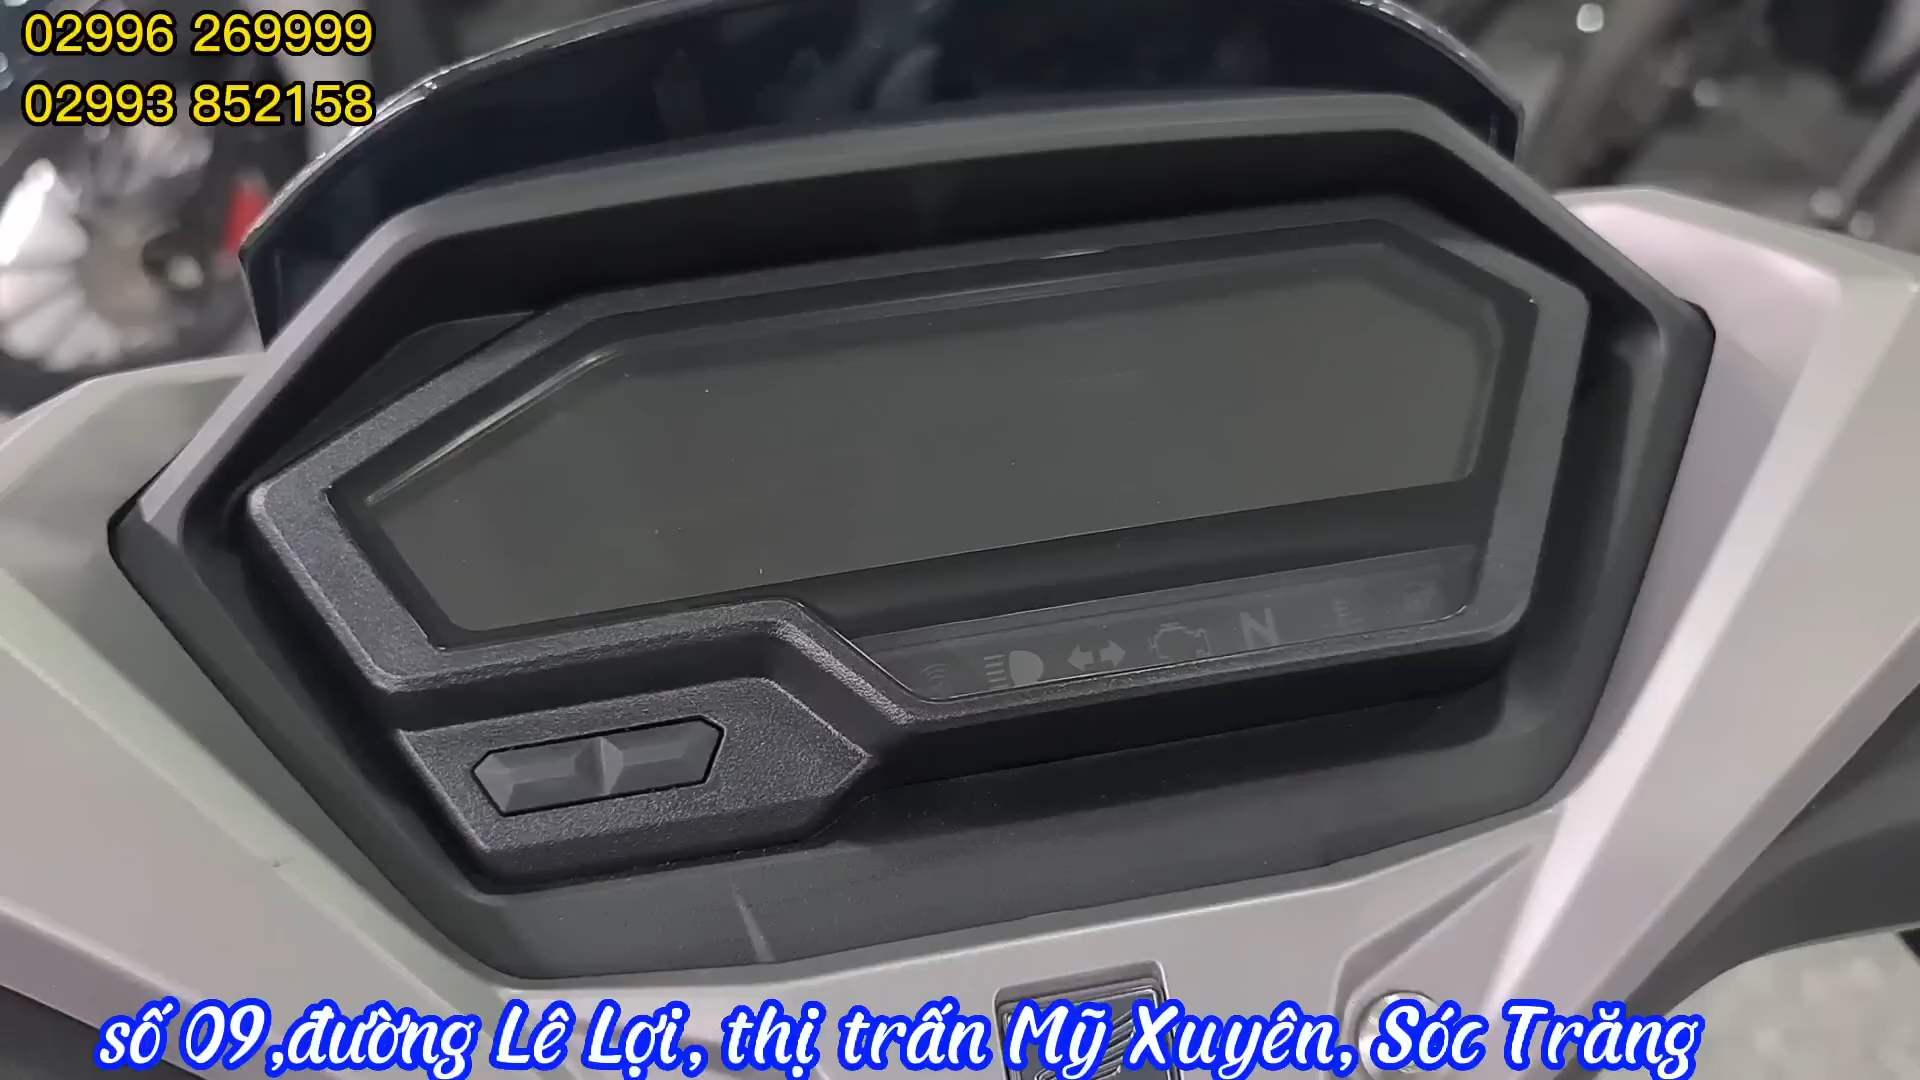 02996 269999
02993 852158
N
E
số 09,đường Lê Lợi, thị trấn Mỹ Xuyên, Sóc Trăng